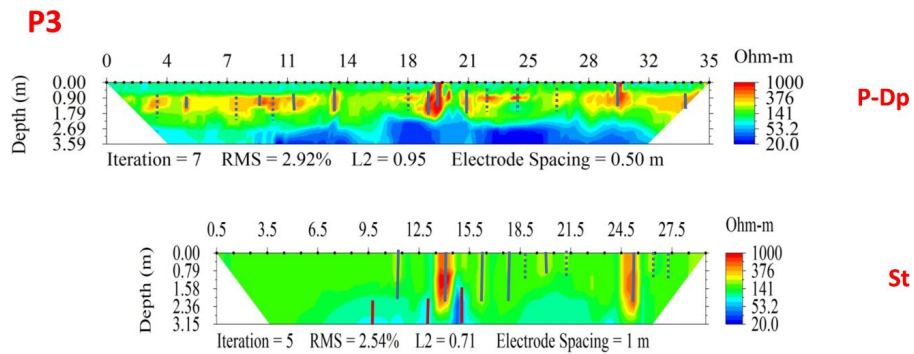 P3
0 4 7 11 14 18 21 25 28 32 35 Ohm-m
Depth (m)
0.00 1000
0.90 376
1.79 141
2.69 53.2
3.59 20.0
P-Dp
Iteration = 7 RMS = 2.92% L2 = 0.95 Electrode Spacing = 0.50 m
0.5 3.5 6.5 9.5 12.5 15.5 18.5 21.5 24.5 27.5 Ohm-m
Depth (m)
0.00 1000
0.79 376
1.58 141
2.36 53.2
3.15 20.0
St
Iteration = 5 RMS = 2.54% L2 = 0.71 Electrode Spacing = 1 m